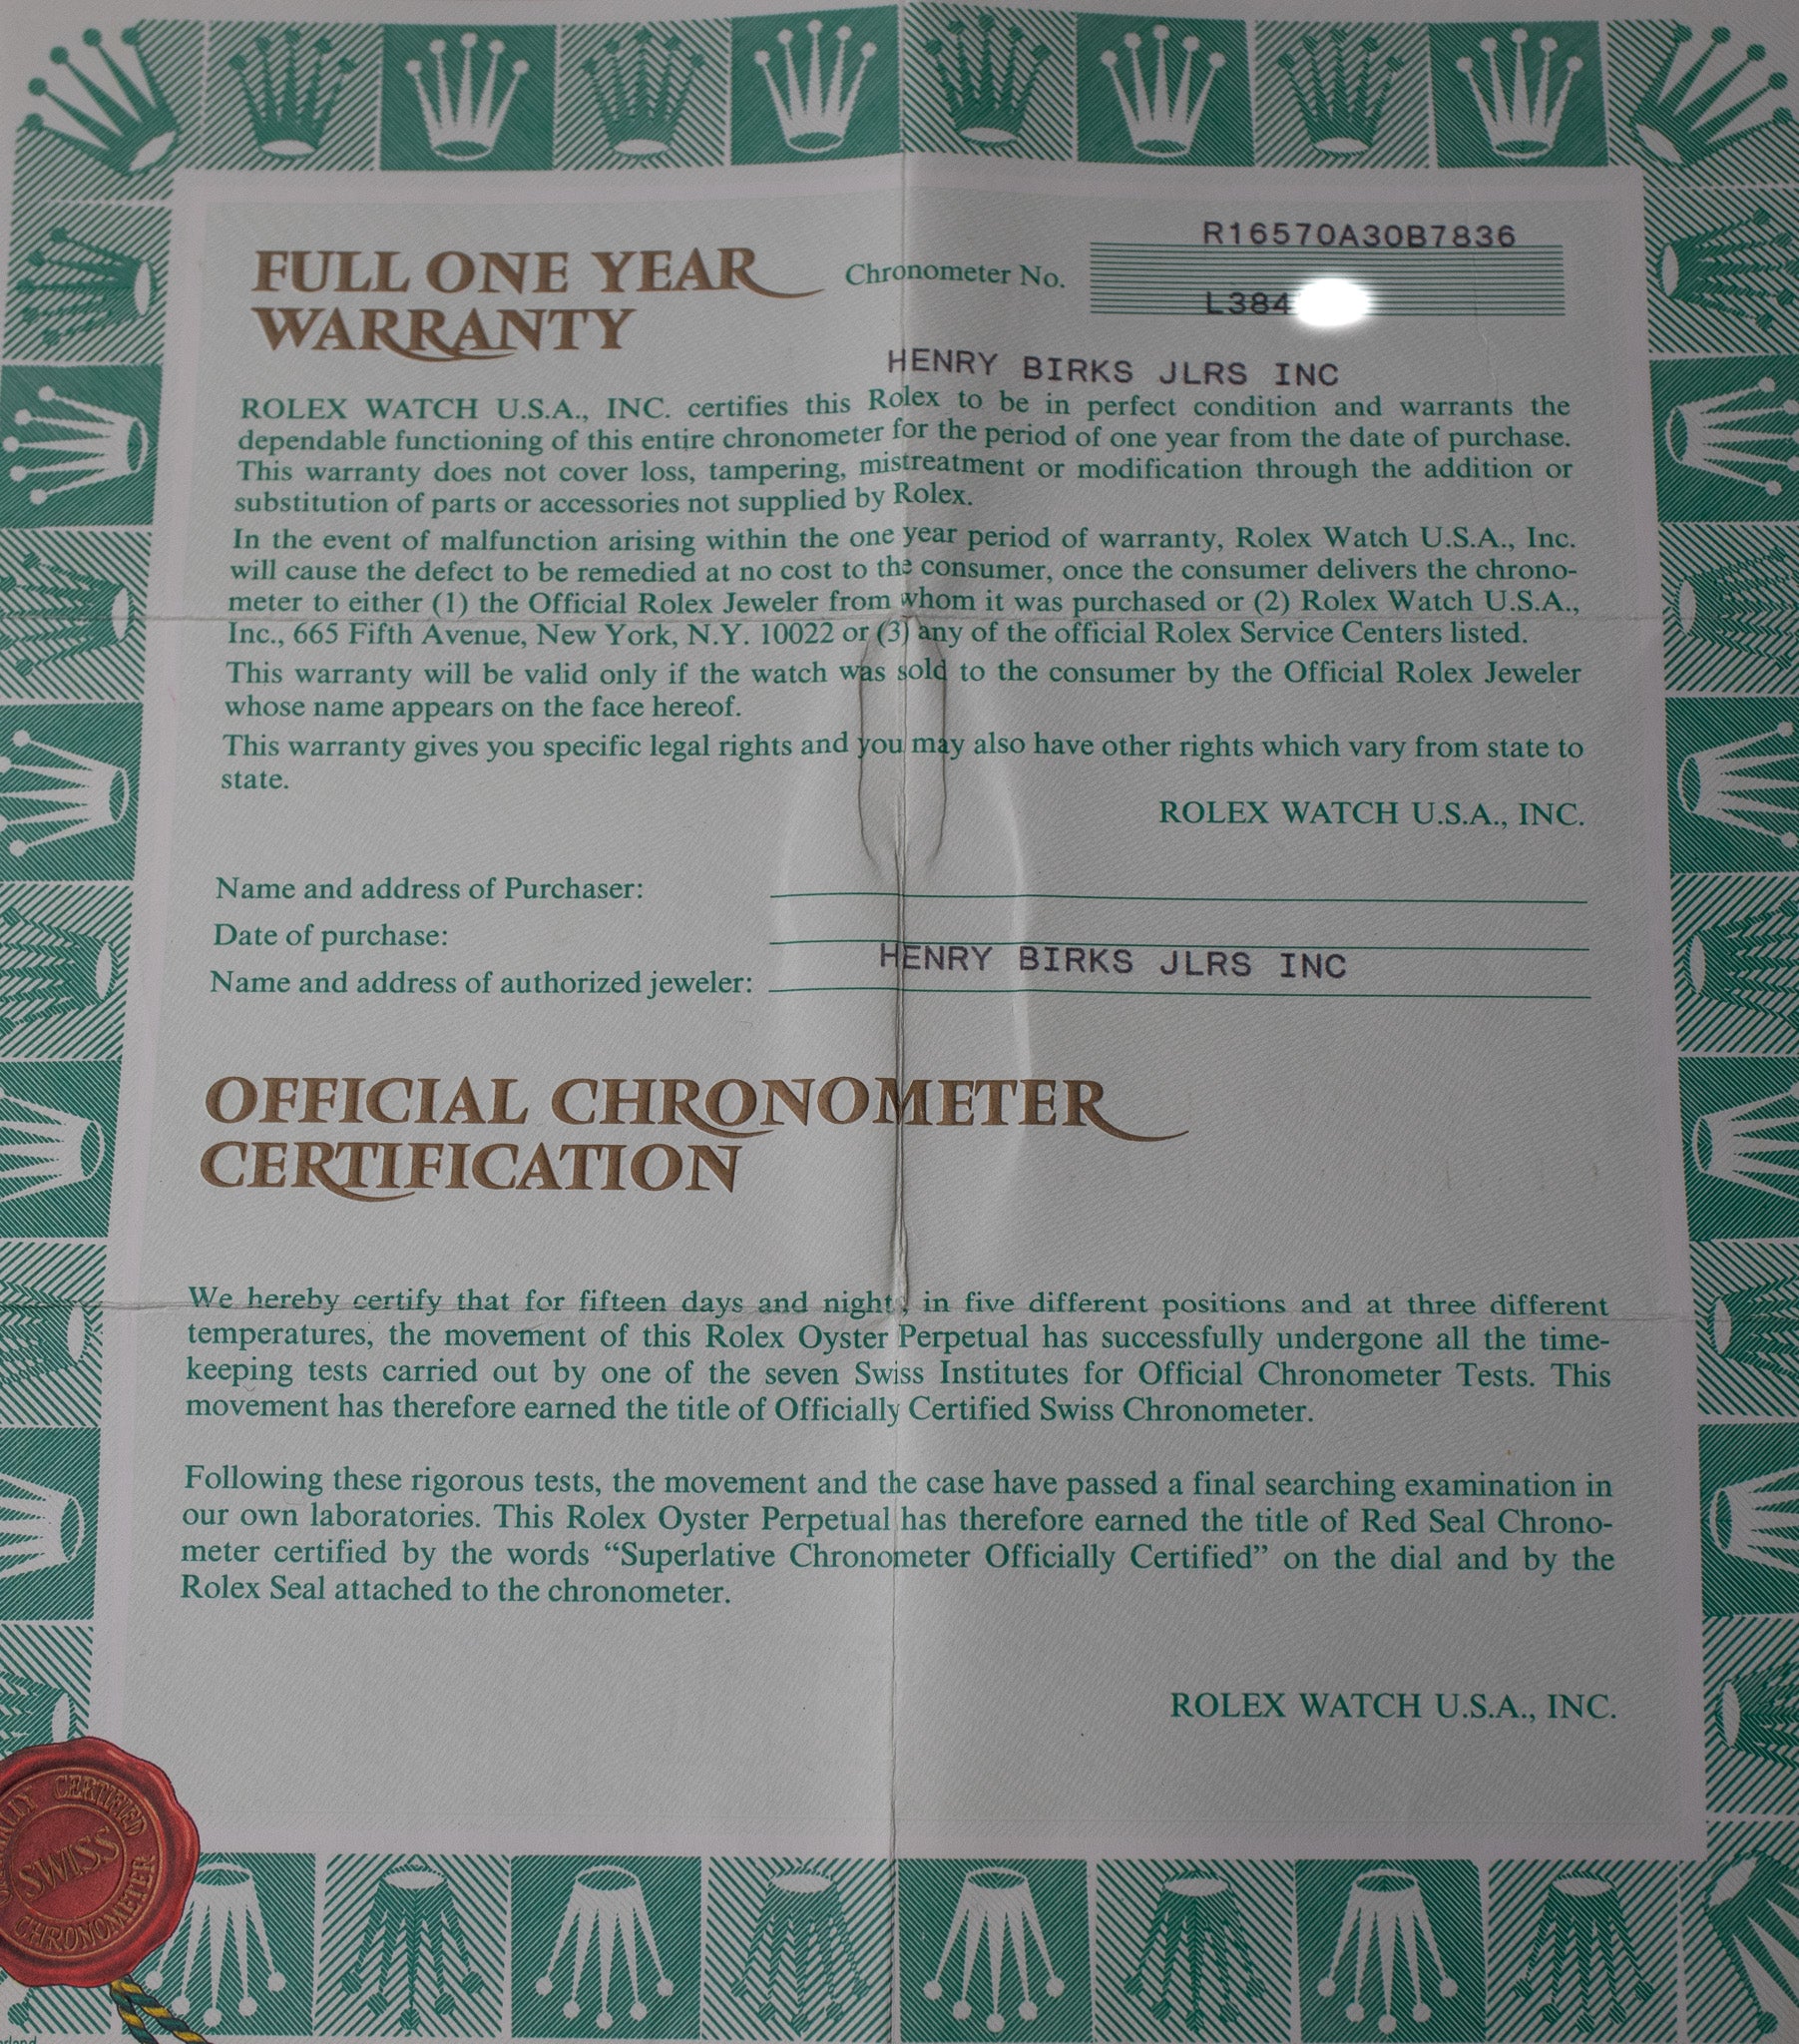 R16570A30B7836
FULL ONE YEAR
WARRANTY
Chronometer No.
L384
HENRY BIRKS JLRS INC
ROLEX WATCH U.S.A., INC. certifies this Rolex to be in perfect condition and warrants the
dependable functioning of this entire chronometer for the period of one year from the date of purchase.
This warranty does not cover loss, tampering, mistreatment or modification through the addition or
substitution of parts or accessories not supplied by Rolex.
In the event of malfunction arising within the one year period of warranty, Rolex Watch U.S.A., Inc.
will cause the defect to be remedied at no cost to the consumer, once the consumer delivers the chrono-
meter to either (1) the Official Rolex Jeweler from whom it was purchased or (2) Rolex Watch U.S.A.,
Inc., 665 Fifth Avenue, New York, N.Y. 10022 or (3) any of the official Rolex Service Centers listed.
This warranty will be valid only if the watch was sold to the consumer by the Official Rolex Jeweler
whose name appears on the face hereof.
This warranty gives you specific legal rights and you may also have other rights which vary from state to
state.
ROLEX WATCH U.S.A., INC.
Name and address of Purchaser:
Date of purchase:
HENRY BIRKS JLRS INC
Name and address of authorized jeweler:
OFFICIAL CHRONOMETER
CERTIFICATION
We hereby certify that for fifteen days and night, in five different positions and at three different
temperatures, the movement of this Rolex Oyster Perpetual has successfully undergone all the time-
keeping tests carried out by one of the seven Swiss Institutes for Official Chronometer Tests. This
movement has therefore earned the title of Officially Certified Swiss Chronometer.
Following these rigorous tests, the movement and the case have passed a final searching examination in
our own laboratories. This Rolex Oyster Perpetual has therefore earned the title of Red Seal Chrono-
meter certified by the words “Superlative Chronometer Officially Certified” on the dial and by the
Rolex Seal attached to the chronometer.
ROLEX WATCH U.S.A., INC.
CERTIFIED
SWISS
CHRONOMETER